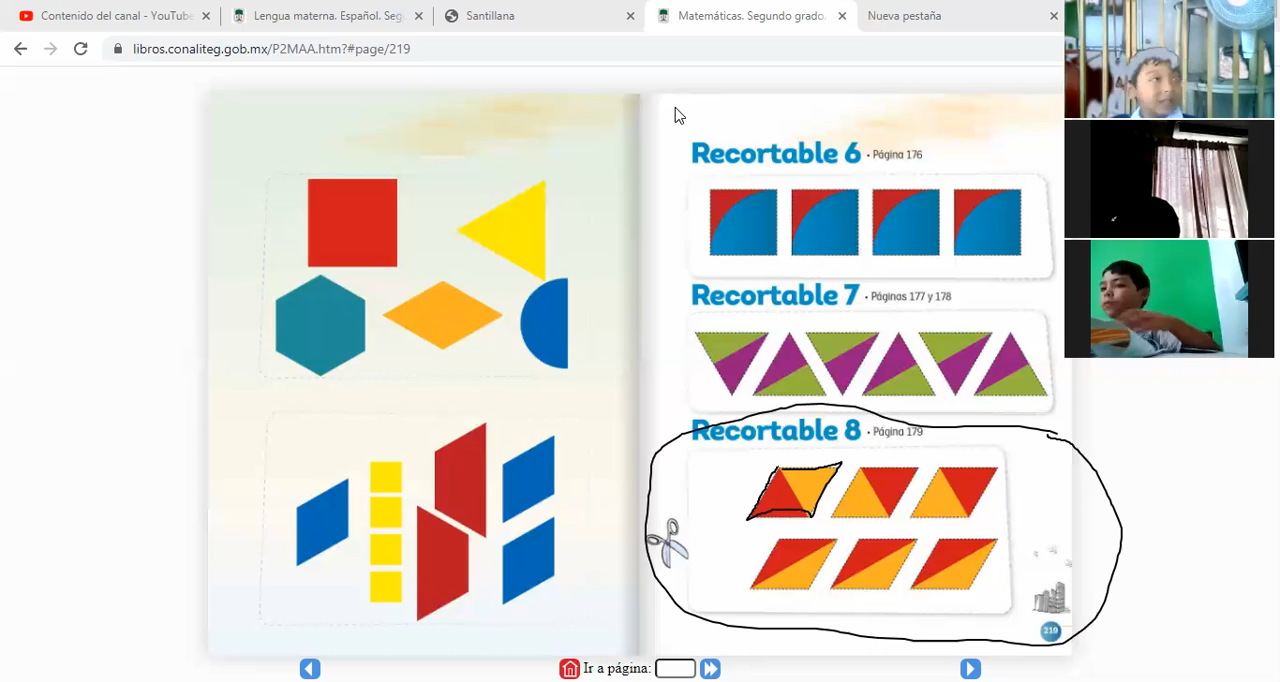 Contenido del canal - YouTube
Lengua materna. Español. Seg
Santillana
Matemáticas. Segundo grado.
Nueva pestaña
libros.conaliteg.gob.mx/P2MAA.htm?#page/219
Recortable 6 • Página 176
Recortable 7 • Páginas 177 y 178
Recortable 8 • Página 179
219
Ir a página: